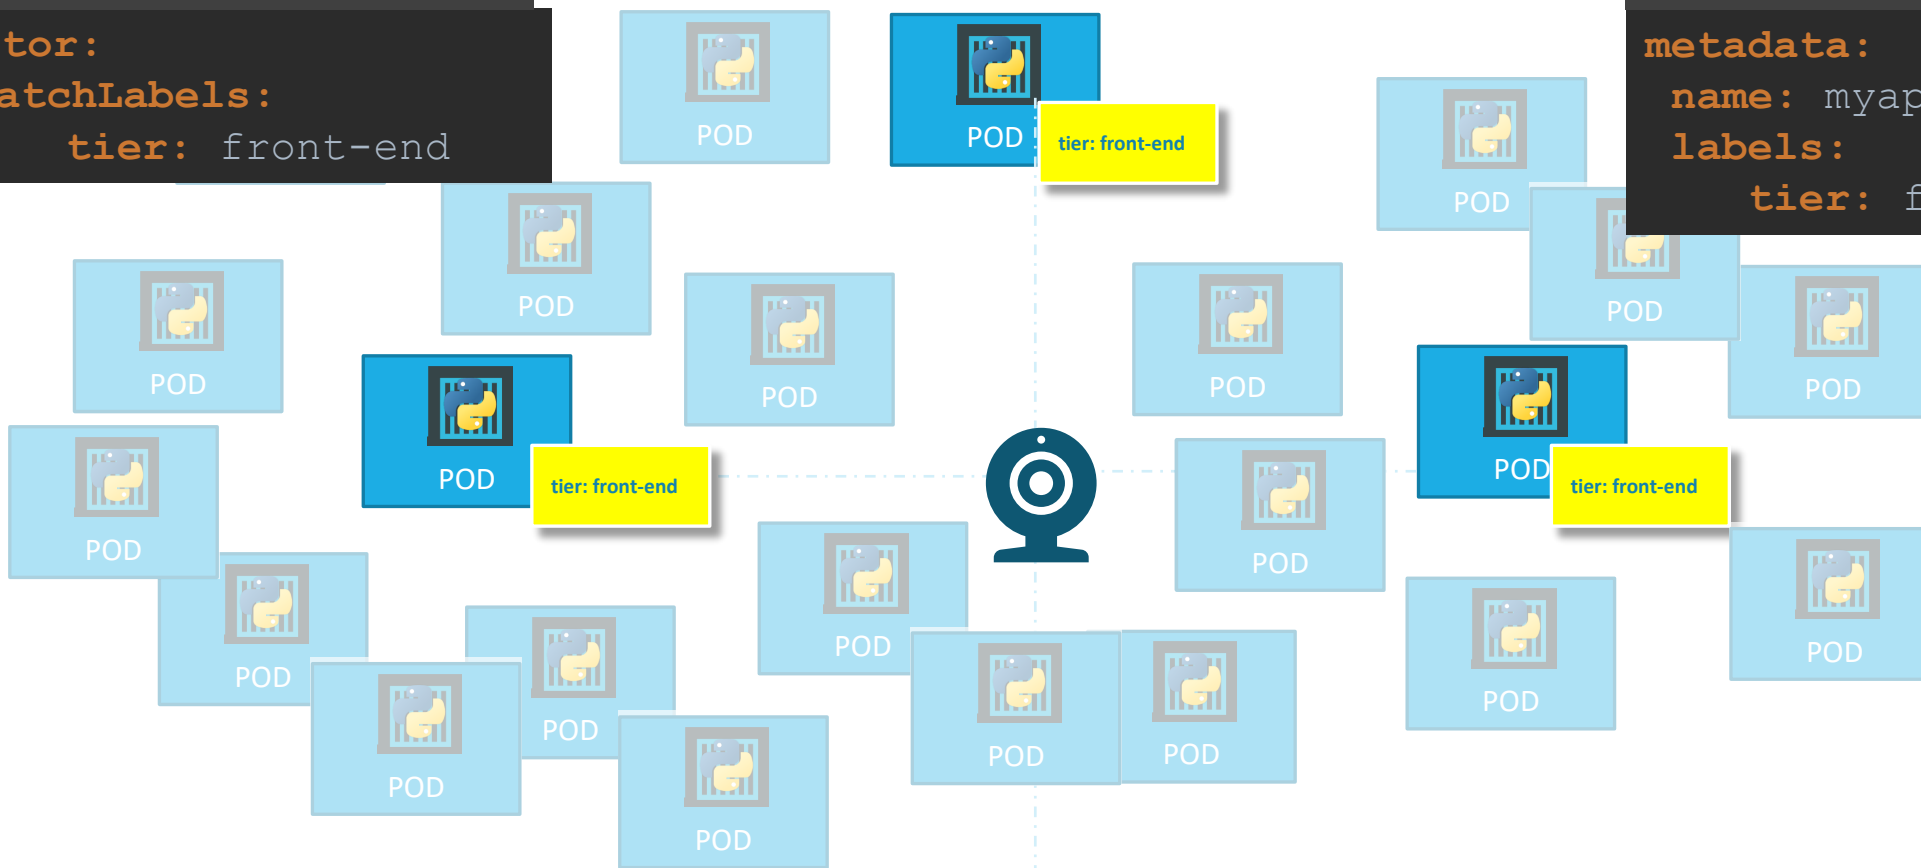 tor:
atchLabels:
tier: front-end
metadata:
name: myap
labels:
tier: f
POD
POD
tier: front-end
POD
POD
POD
POD
POD
POD
POD
POD
tier: front-end
POD
tier: front-end
POD
POD
POD
POD
POD
POD
POD
POD
POD
POD
POD